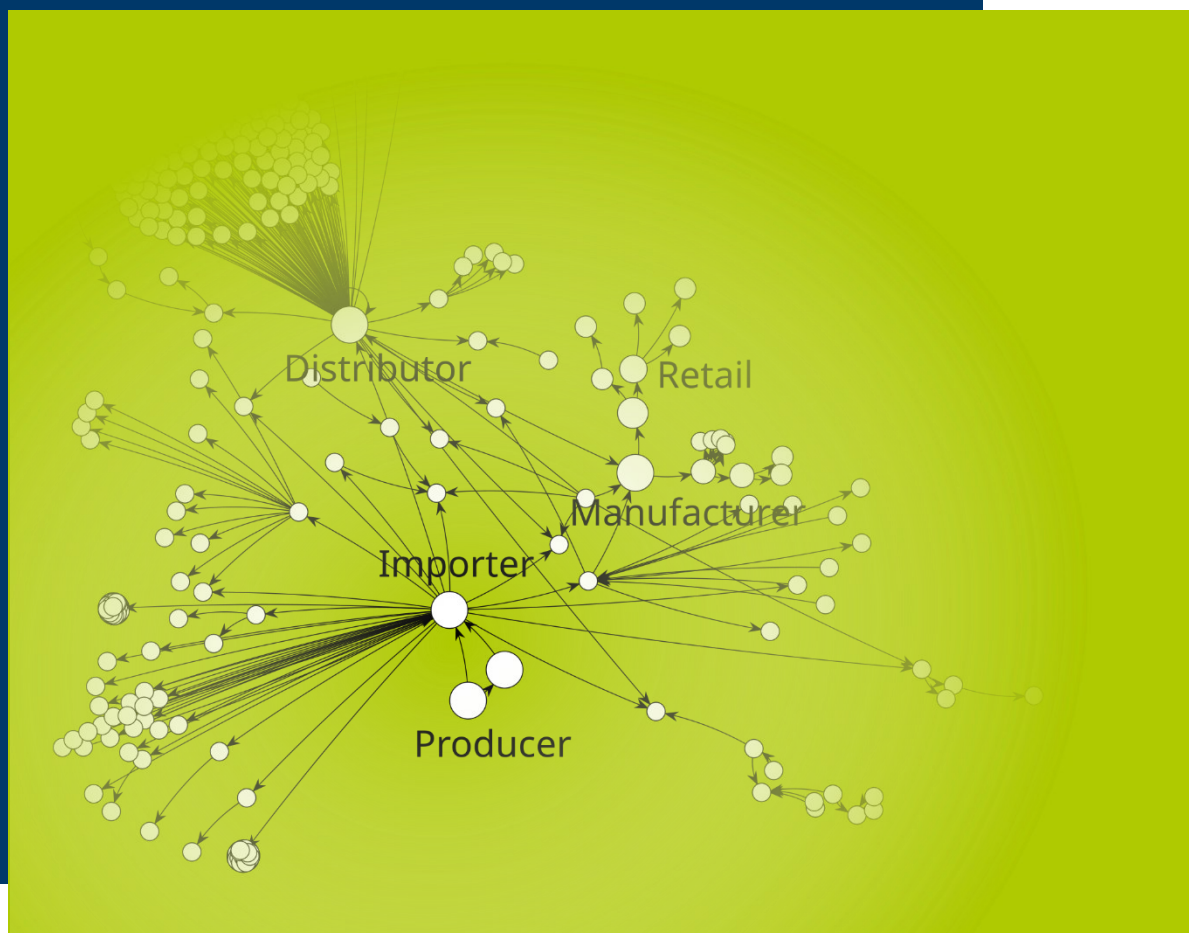 Distributor
Retail
Manufacturer
Importer
Producer